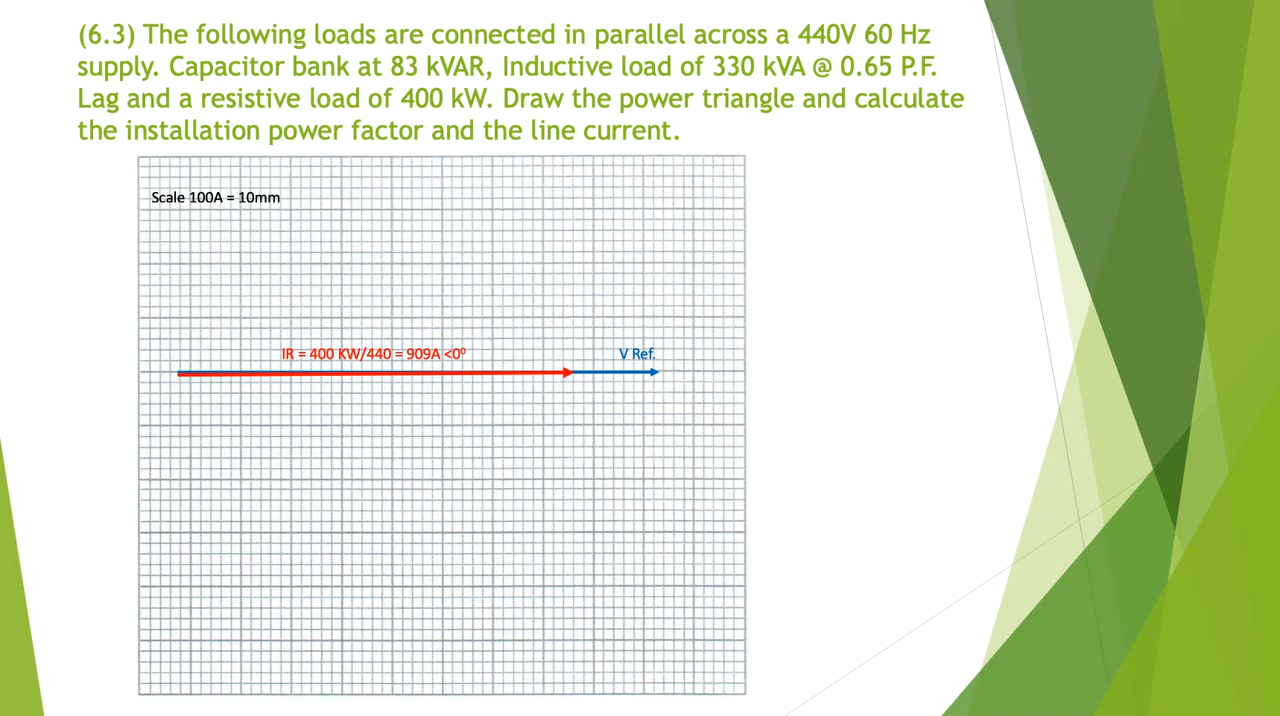 (6.3) The following loads are connected in parallel across a 440V 60 Hz
supply. Capacitor bank at 83 kVAR, Inductive load of 330 kVA @ 0.65 P.F.
Lag and a resistive load of 400 kW. Draw the power triangle and calculate
the installation power factor and the line current.
Scale 100A = 10mm
IR = 400 KW/440 = 909A <0⁰
V Ref.